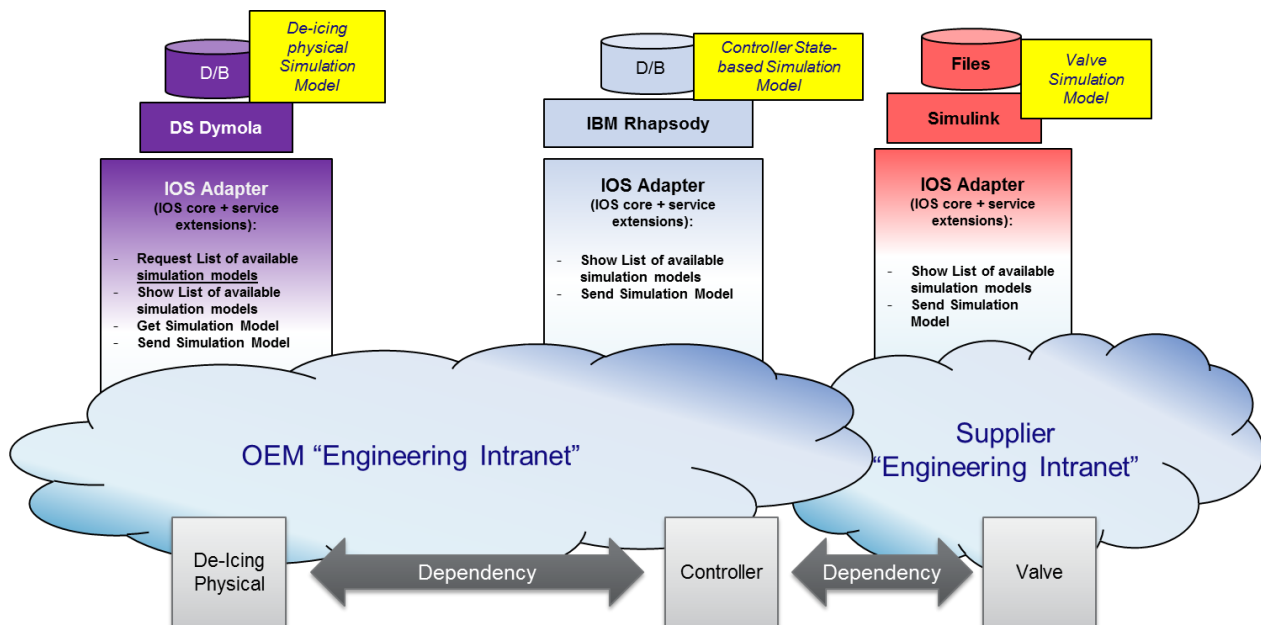 De-icing
physical
Simulation
Model
D/B
DS Dymola
IOS Adapter
(IOS core + service
extensions):
- Request List of available
simulation models
- Show List of available
simulation models
- Get Simulation Model
- Send Simulation Model
Controller State-
based Simulation
Model
D/B
IBM Rhapsody
IOS Adapter
(IOS core + service
extensions):
- Show List of available
simulation models
- Send Simulation Model
Valve
Simulation
Model
Files
Simulink
IOS Adapter
(IOS core + service
extensions):
- Show List of available
simulation models
- Send Simulation
Model
OEM “Engineering Intranet”
Supplier
“Engineering Intranet”
De-Icing
Physical
Dependency
Controller
Dependency
Valve